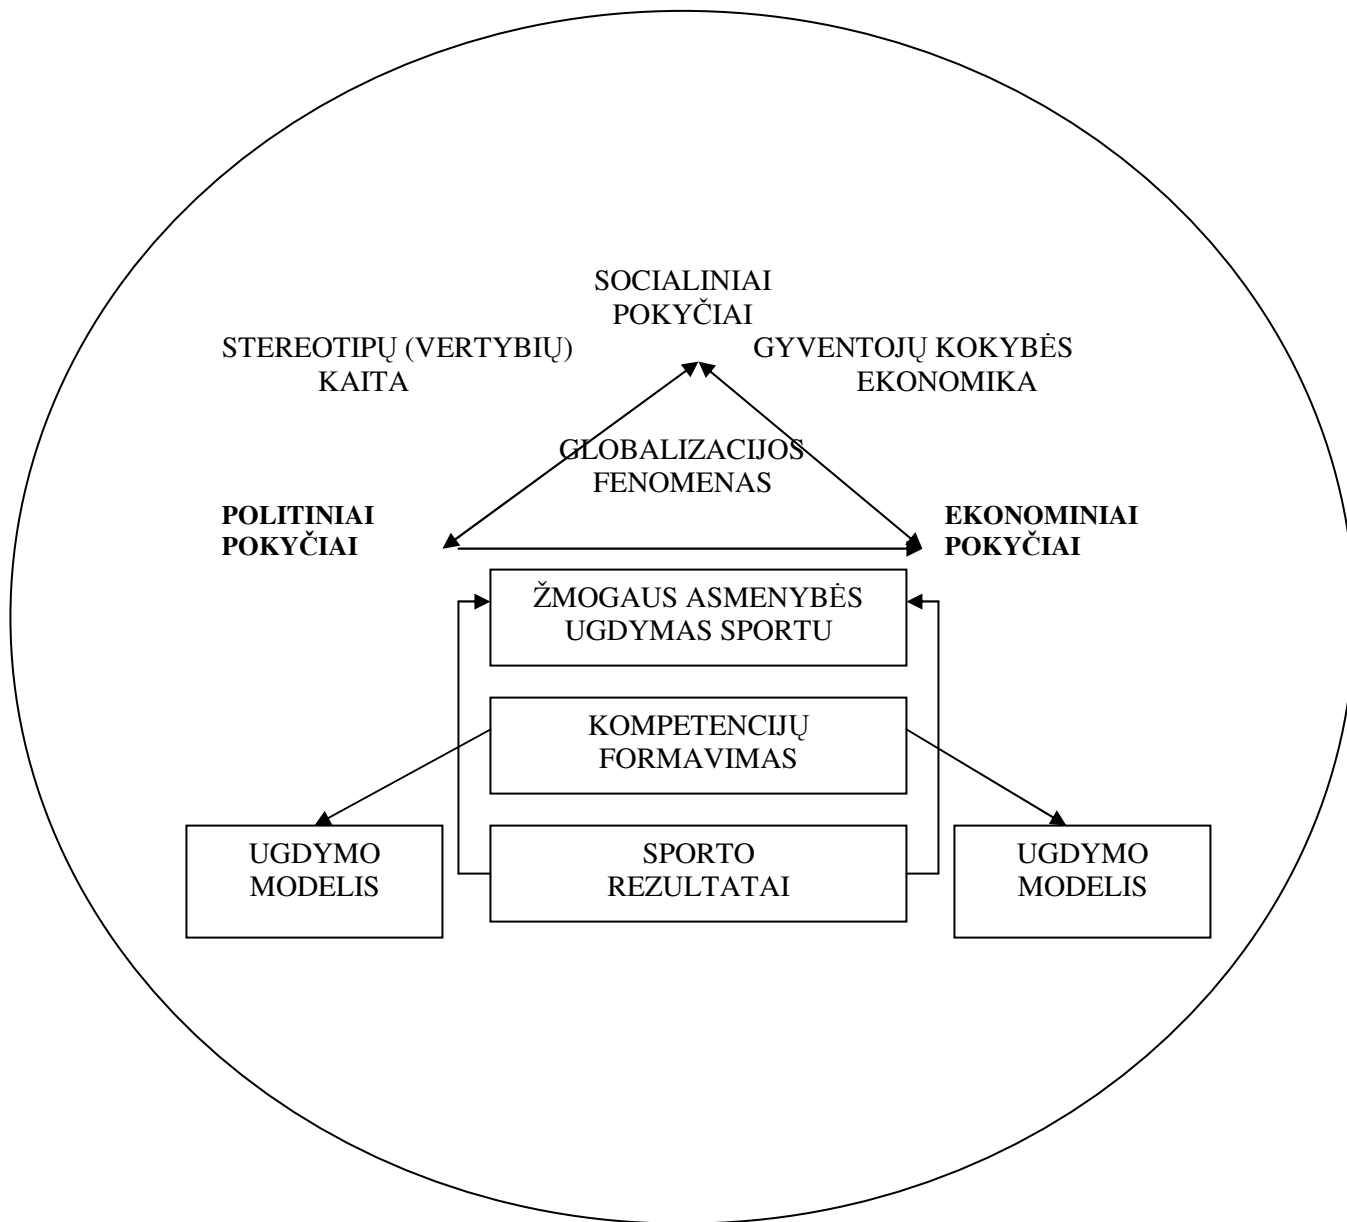 SOCIALINIAI
POKYČIAI
STEREOTIPŲ (VERTYBIŲ)
KAITA
GYVENTOJŲ KOKYBĖS
EKONOMIKA
GLOBALIZACIJOS
FENOMENAS
POLITINIAI
POKYČIAI
EKONOMINIAI
POKYČIAI
ŽMOGAUS ASMENYBĖS
UGDYMAS SPORTU
KOMPETENCIJŲ
FORMAVIMAS
UGDYMO
MODELIS
SPORTO
REZULTATAI
UGDYMO
MODELIS